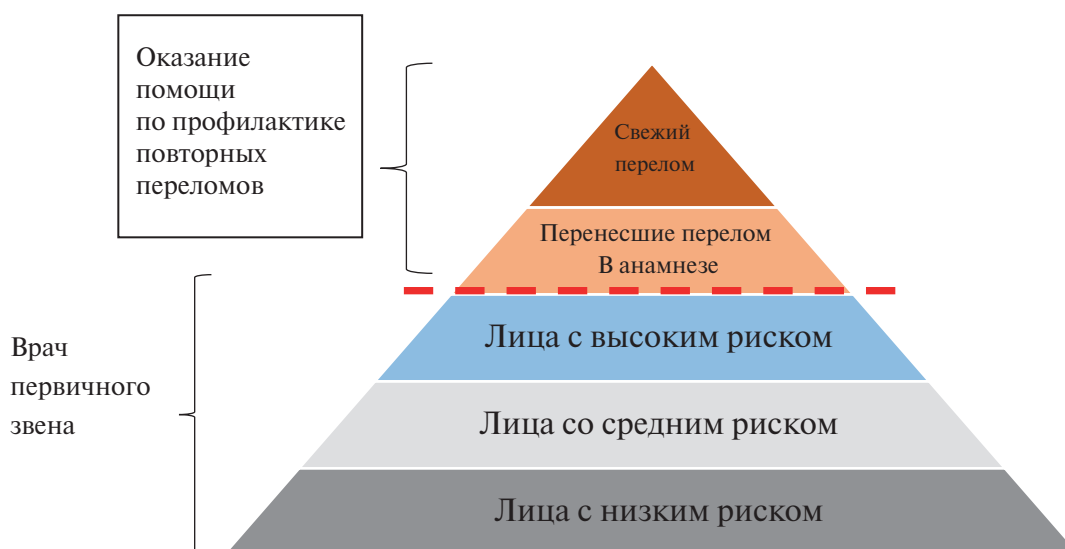 Оказание
помощи
по профилактике
повторных
переломов
Свежий
перелом
Перенесшие перелом
В анамнезе
Лица с высоким риском
Врач
первичного
звена
Лица со средним риском
Лица с низким риском